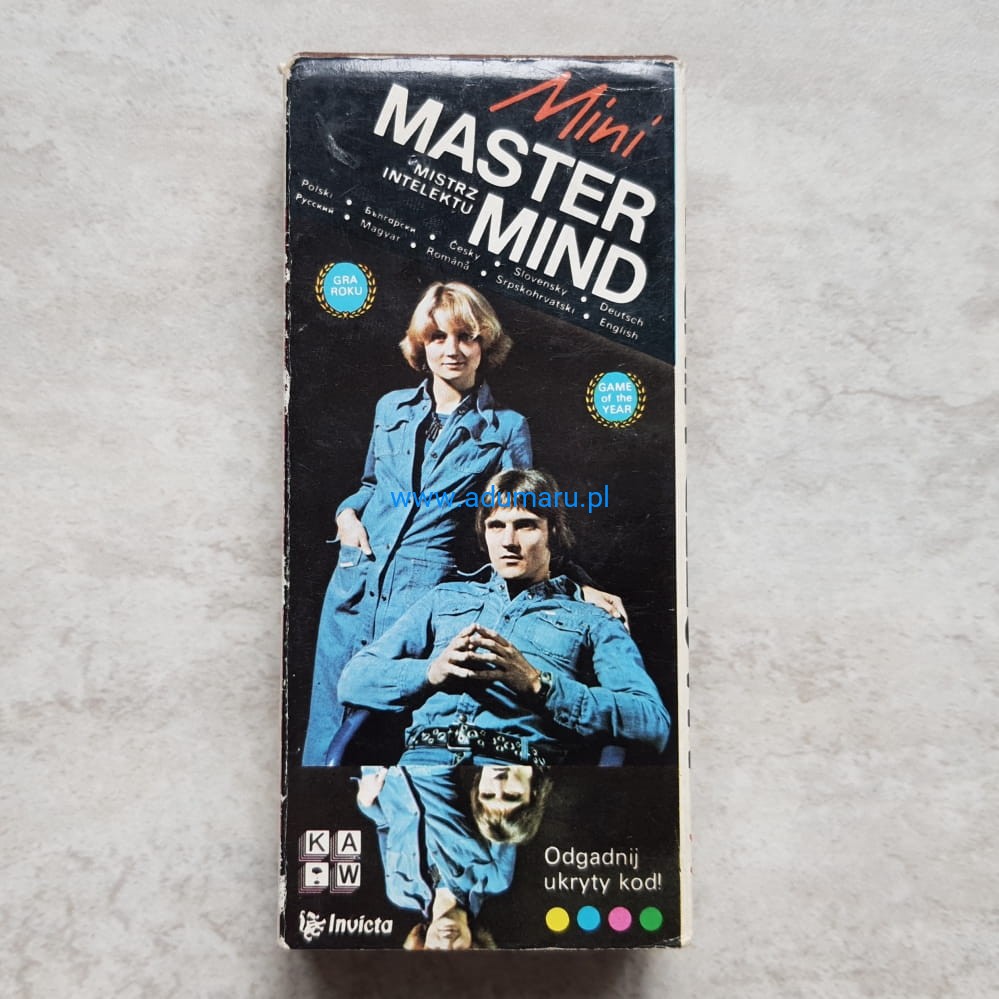 Mini
MASTER
MIND
MISTRZ
INTELEKTU
Polski • Български • Česky • Slovensky • Deutsch
Русский • Magyar • Română • Srpskohrvatski • English
GRA
ROKU
GAME
of the
YEAR
www.adumaru.pl
K A
W
Odgadnij
ukryty kod!
Invicta